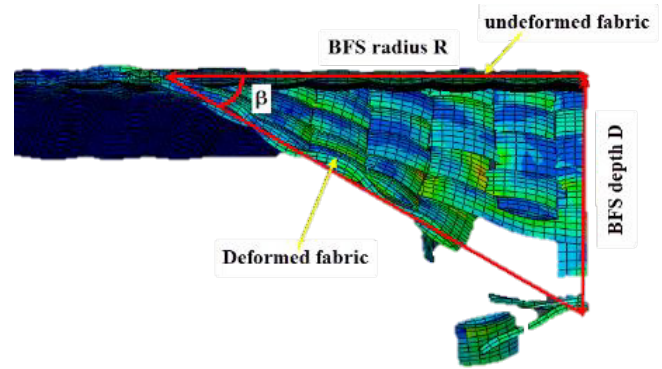 undeformed fabric
BFS radius R
β
BFS depth D
Deformed fabric